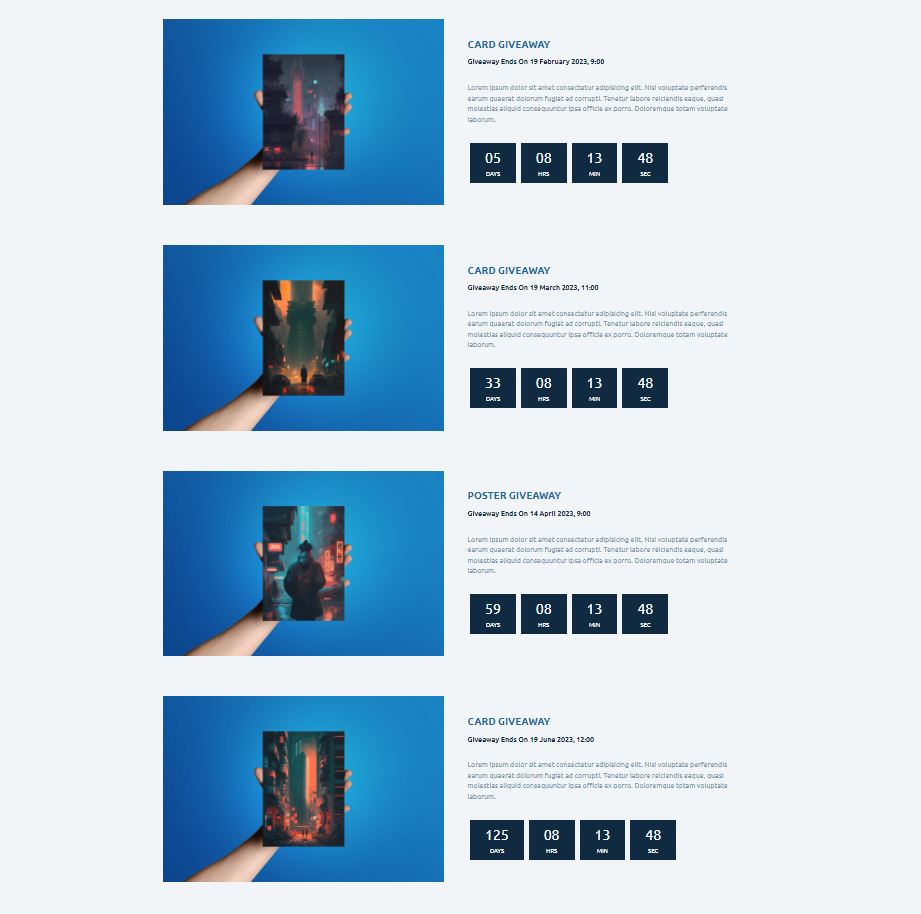 CARD GIVEAWAY
Giveaway Ends On 19 February 2023, 9:00
Lorem ipsum dolor sit amet consectetur adipisicing elit. Nisi voluptate perferendis
earum quaerat dolorum fugiat ad corrupti. Tenetur labore reiciendis eaque, quasi
molestias aliquid consequuntur ipsa officia ex porro. Doloremque totam voluptate
laborum.
05 08 13 48
DAYS HRS MIN SEC
CARD GIVEAWAY
Giveaway Ends On 19 March 2023, 11:00
Lorem ipsum dolor sit amet consectetur adipisicing elit. Nisi voluptate perferendis
earum quaerat dolorum fugiat ad corrupti. Tenetur labore reiciendis eaque, quasi
molestias aliquid consequuntur ipsa officia ex porro. Doloremque totam voluptate
laborum.
33 08 13 48
DAYS HRS MIN SEC
POSTER GIVEAWAY
Giveaway Ends On 14 April 2023, 9:00
Lorem ipsum dolor sit amet consectetur adipisicing elit. Nisi voluptate perferendis
earum quaerat dolorum fugiat ad corrupti. Tenetur labore reiciendis eaque, quasi
molestias aliquid consequuntur ipsa officia ex porro. Doloremque totam voluptate
laborum.
59 08 13 48
DAYS HRS MIN SEC
CARD GIVEAWAY
Giveaway Ends On 19 June 2023, 12:00
Lorem ipsum dolor sit amet consectetur adipisicing elit. Nisi voluptate perferendis
earum quaerat dolorum fugiat ad corrupti. Tenetur labore reiciendis eaque, quasi
molestias aliquid consequuntur ipsa officia ex porro. Doloremque totam voluptate
laborum.
125 08 13 48
DAYS HRS MIN SEC